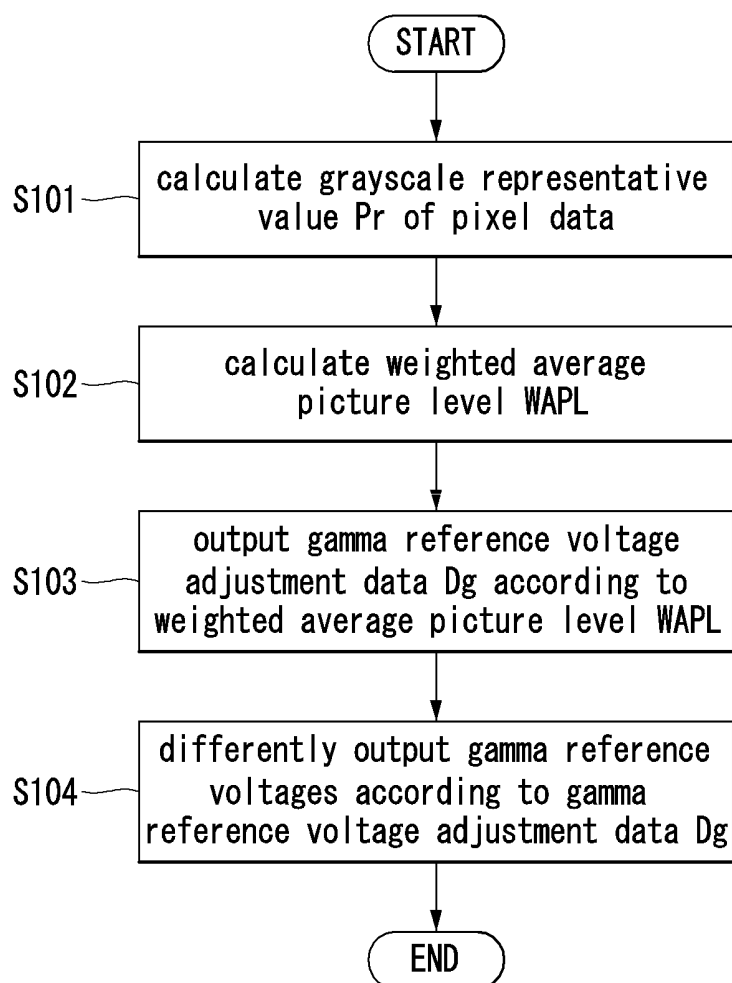 START
S101
calculate grayscale representative
value Pr of pixel data
S102
calculate weighted average
picture level WAPL
S103
output gamma reference voltage
adjustment data Dg according to
weighted average picture level WAPL
S104
differently output gamma reference
voltages according to gamma
reference voltage adjustment data Dg
END